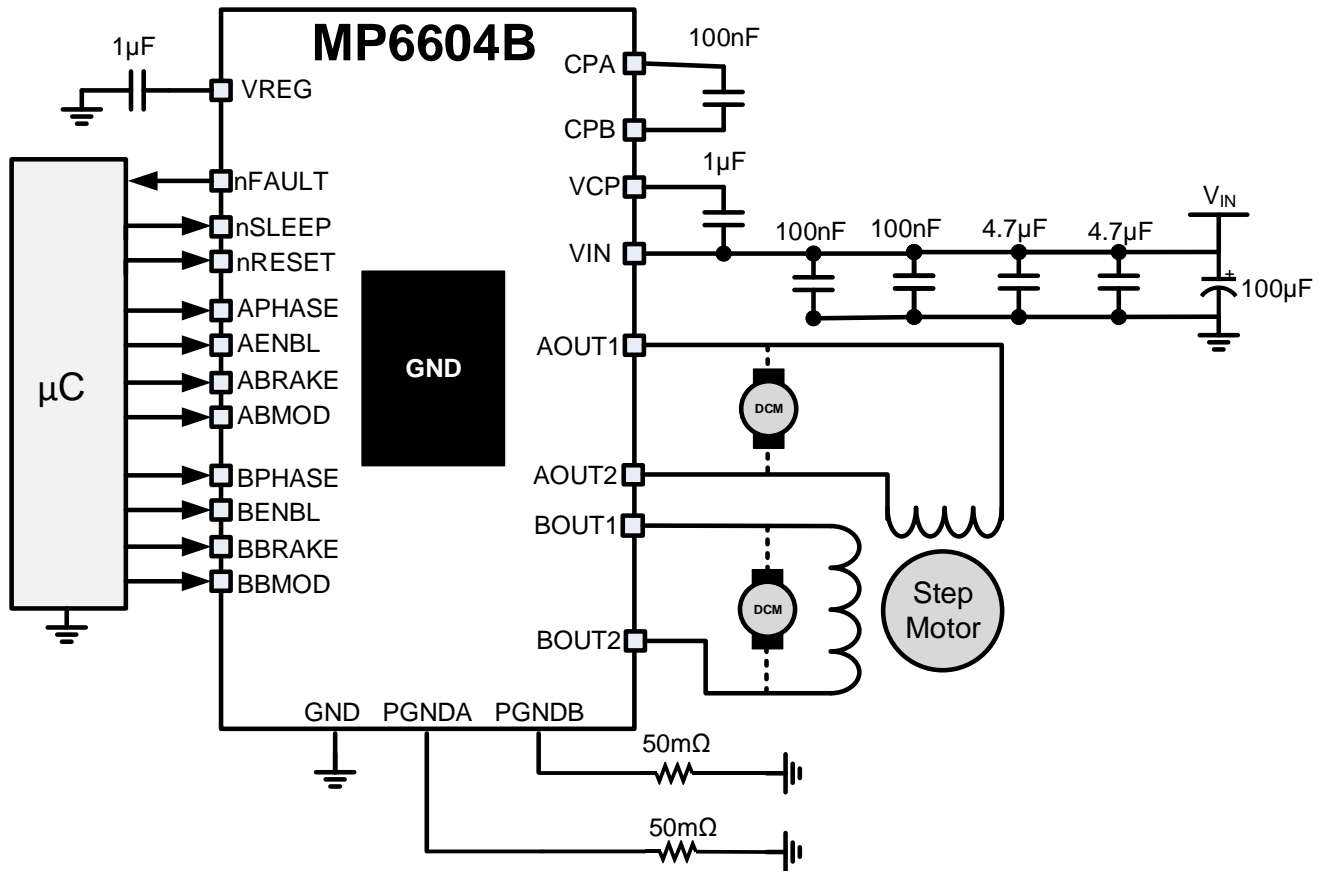 MP6604B
1µF
VREG
nFAULT
nSLEEP
nRESET
APHASE
AENBL
ABRAKE
ABMOD
BPHASE
BENBL
BBRAKE
BBMOD
µC
GND
CPA
100nF
CPB
VCP
1µF
VIN
100nF
100nF
4.7µF
4.7µF
VIN
+
100µF
AOUT1
DCM
AOUT2
BOUT1
DCM
BOUT2
Step
Motor
GND
PGNDA
PGNDB
50mΩ
50mΩ